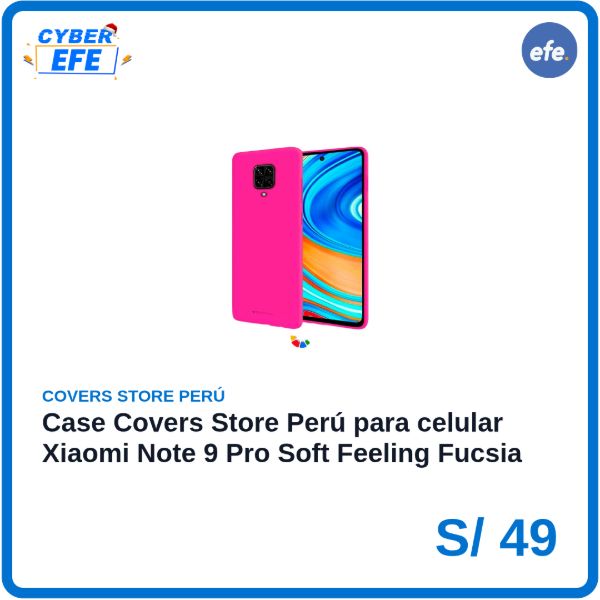 CYBER
EFE
efe.
COVERS STORE PERÚ
Case Covers Store Perú para celular
Xiaomi Note 9 Pro Soft Feeling Fucsia
S/ 49